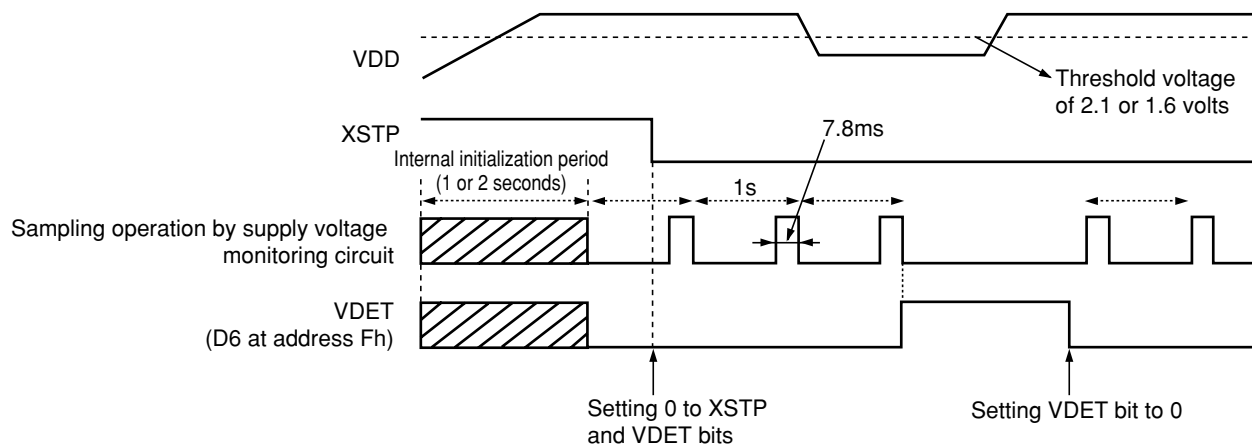 VDD
Threshold voltage
of 2.1 or 1.6 volts
XSTP
7.8ms
Internal initialization period
(1 or 2 seconds)
1s
Sampling operation by supply voltage
monitoring circuit
VDET
(D6 at address Fh)
Setting 0 to XSTP
and VDET bits
Setting VDET bit to 0